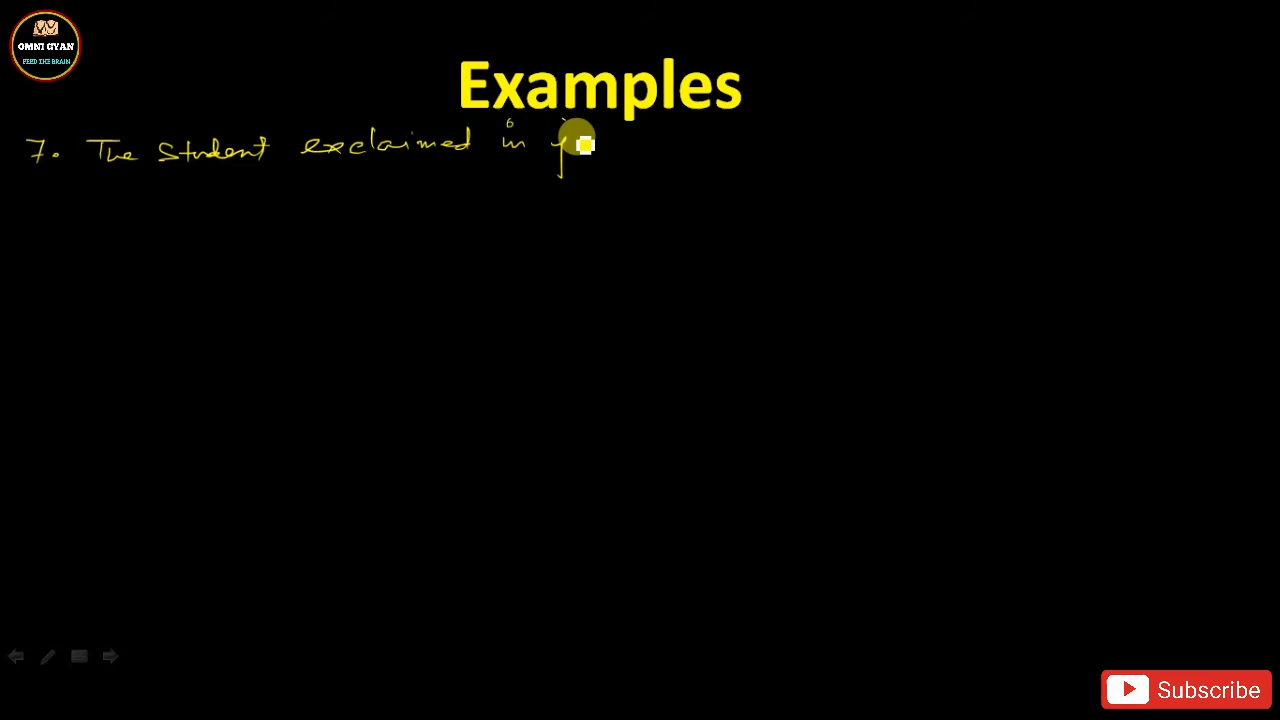 OMNI GYAN
FEED THE BRAIN
Examples
7. The student exclaimed in j
Subscribe